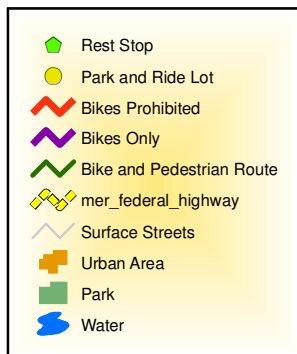 Rest Stop
Park and Ride Lot
Bikes Prohibited
Bikes Only
Bike and Pedestrian Route
mer_federal_highway
Surface Streets
Urban Area
Park
Water